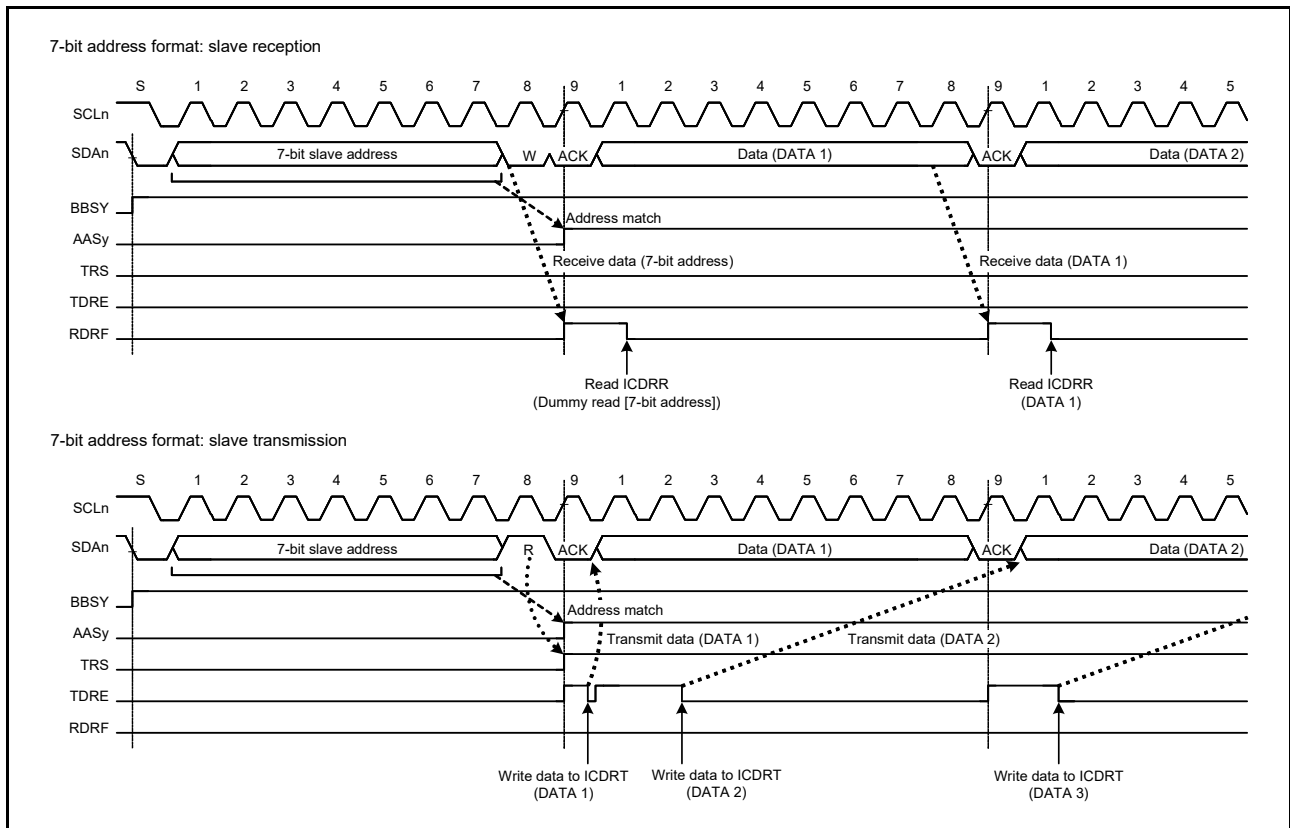 7-bit address format: slave reception
S 1 2 3 4 5 6 7 8 9 1 2 3 4 5 6 7 8 9 1 2 3 4 5
SCLn
SDAn 7-bit slave address W ACK Data (DATA 1) ACK Data (DATA 2)
BBSY
Address match
AASy
Receive data (7-bit address) Receive data (DATA 1)
TRS
TDRE
RDRF
Read ICDRR Read ICDRR
(Dummy read [7-bit address]) (DATA 1)
7-bit address format: slave transmission
S 1 2 3 4 5 6 7 8 9 1 2 3 4 5 6 7 8 9 1 2 3 4 5
SCLn
SDAn 7-bit slave address R ACK Data (DATA 1) ACK Data (DATA 2)
BBSY
Address match
AASy
Transmit data (DATA 1) Transmit data (DATA 2)
TRS
TDRE
RDRF
Write data to ICDRT Write data to ICDRT Write data to ICDRT
(DATA 1) (DATA 2) (DATA 3)